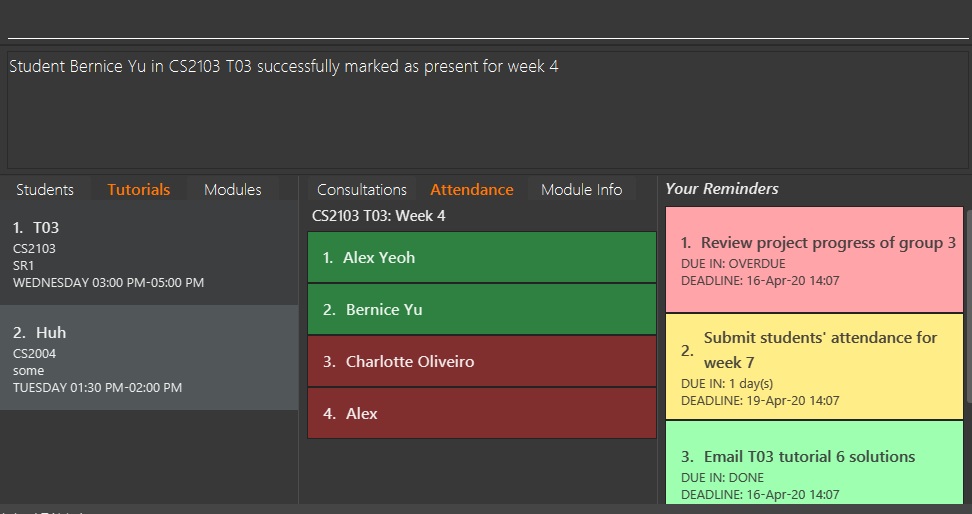 Student Bernice Yu in CS2103 T03 successfully marked as present for week 4
Students Tutorials Modules
1. T03
CS2103
SR1
WEDNESDAY 03:00 PM-05:00 PM
2. Huh
CS2004
some
TUESDAY 01:30 PM-02:00 PM
Consultations Attendance Module Info
CS2103 T03: Week 4
1. Alex Yeoh
2. Bernice Yu
3. Charlotte Oliveiro
4. Alex
Your Reminders
1. Review project progress of group 3
DUE IN: OVERDUE
DEADLINE: 16-Apr-20 14:07
2. Submit students' attendance for
week 7
DUE IN: 1 day(s)
DEADLINE: 19-Apr-20 14:07
3. Email T03 tutorial 6 solutions
DUE IN: DONE
DEADLINE: 16-Apr-20 14:07